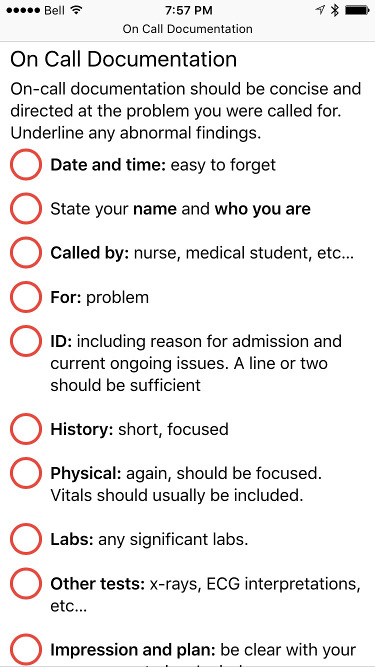 Bell 7:57 PM
On Call Documentation
On Call Documentation
On-call documentation should be concise and
directed at the problem you were called for.
Underline any abnormal findings.
Date and time: easy to forget
State your name and who you are
Called by: nurse, medical student, etc...
For: problem
ID: including reason for admission and
current ongoing issues. A line or two
should be sufficient
History: short, focused
Physical: again, should be focused.
Vitals should usually be included.
Labs: any significant labs.
Other tests: x-rays, ECG interpretations,
etc...
Impression and plan: be clear with your